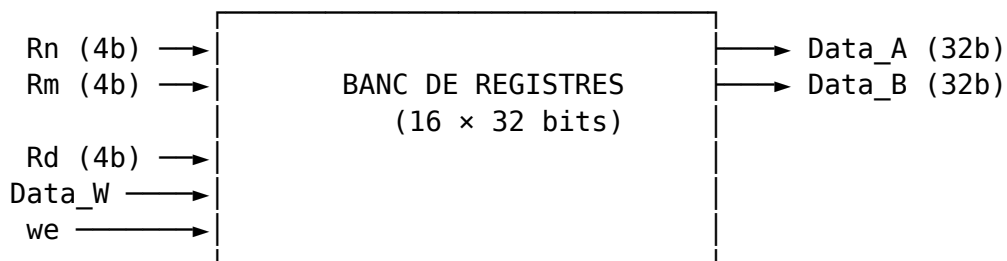 Rn (4b) Data_A (32b)
Rm (4b) BANC DE REGISTRES Data_B (32b)
(16 × 32 bits)
Rd (4b)
Data_W
we